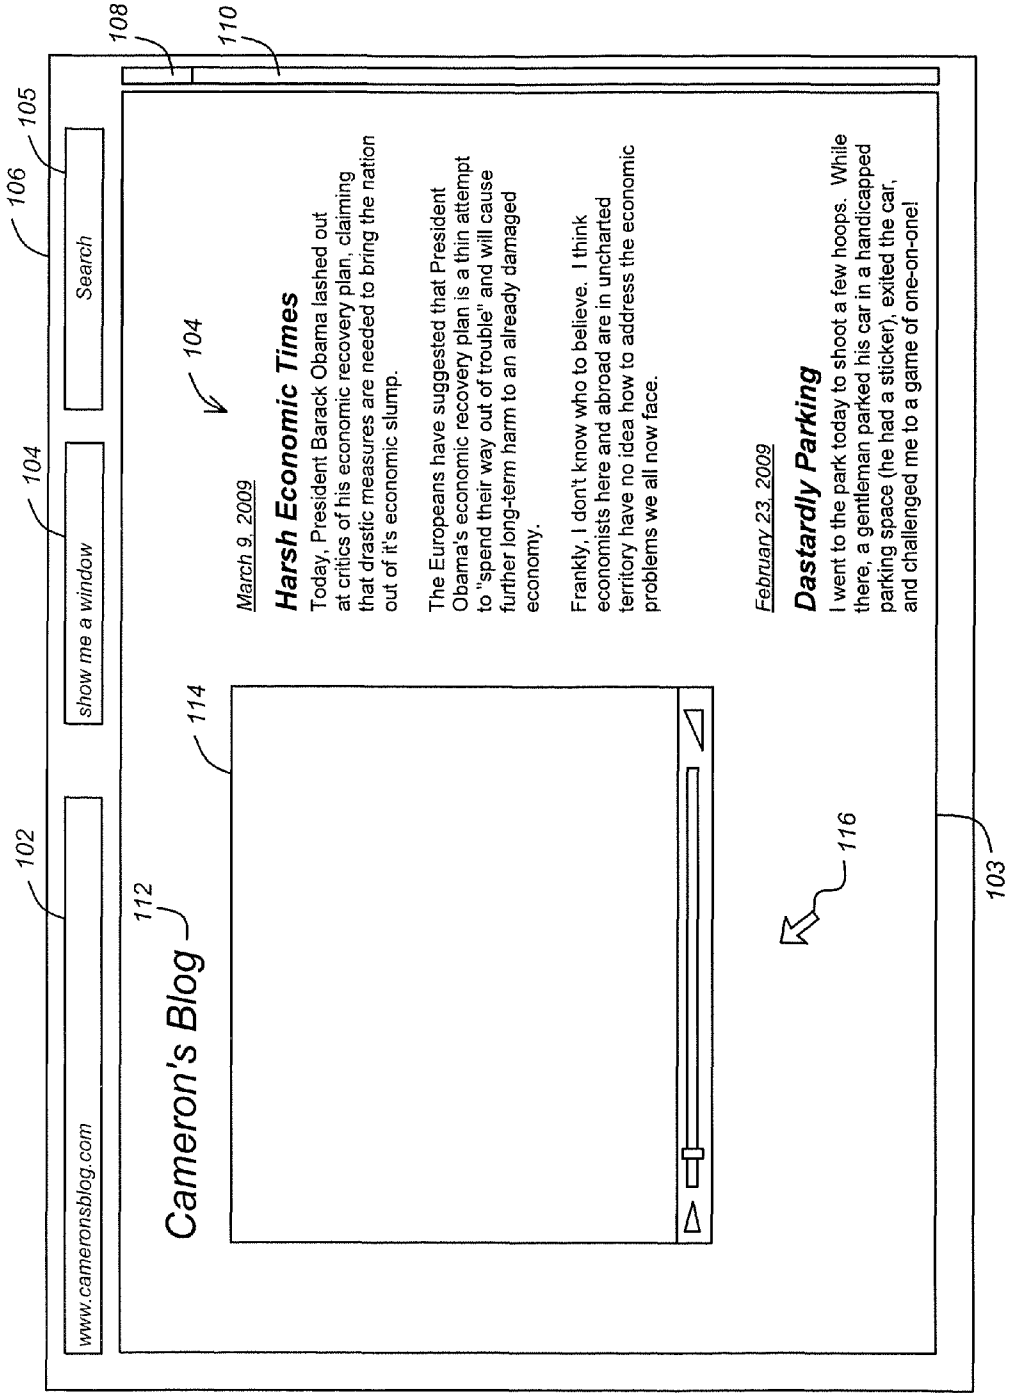 106
105
108
102
104
110
www.cameronsblog.com
show me a window
Search
112
Cameron's Blog
104
114
March 9, 2009
Harsh Economic Times
Today, President Barack Obama lashed out
at critics of his economic recovery plan, claiming
that drastic measures are needed to bring the nation
out of it's economic slump.
The Europeans have suggested that President
Obama's economic recovery plan is a thin attempt
to "spend their way out of trouble" and will cause
further long-term harm to an already damaged
economy.
Frankly, I don't know who to believe. I think
economists here and abroad are in uncharted
territory have no idea how to address the economic
problems we all now face.
February 23, 2009
Dastardly Parking
I went to the park today to shoot a few hoops. While
there, a gentleman parked his car in a handicapped
parking space (he had a sticker), exited the car,
and challenged me to a game of one-on-one!
116
103